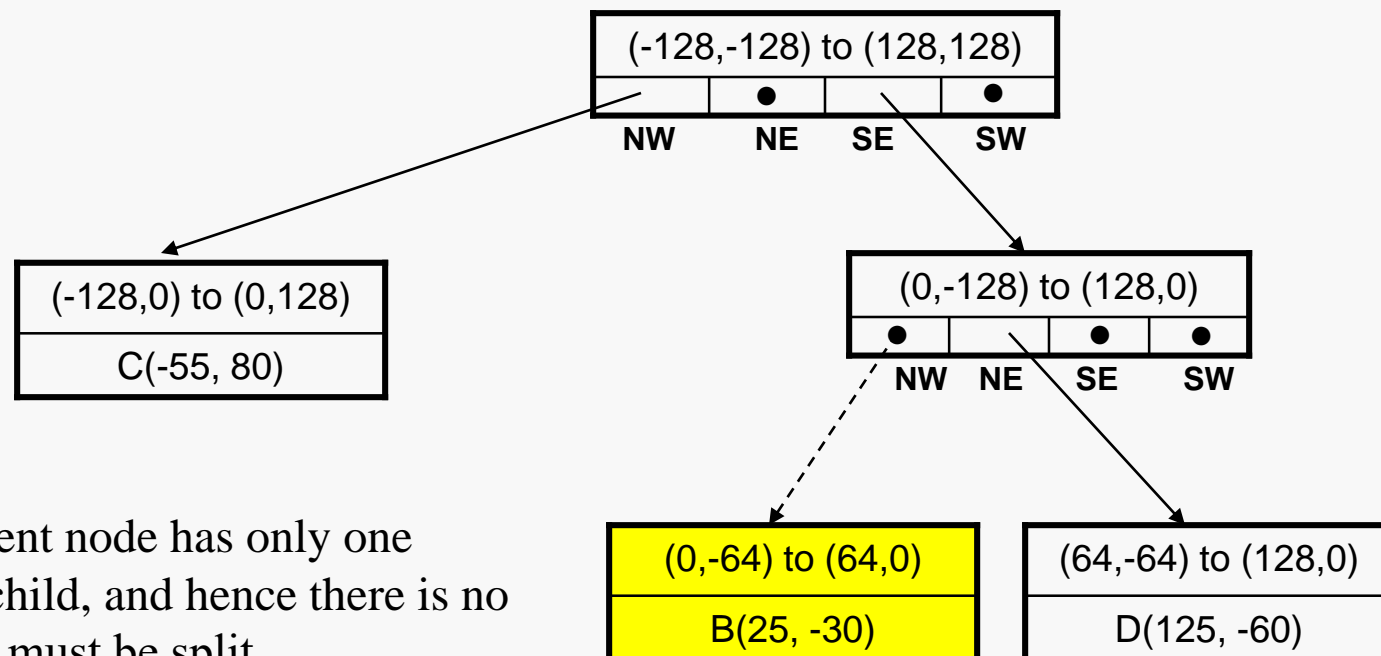 (-128,-128) to (128,128)
NW NE SE SW
(-128,0) to (0,128)
C(-55, 80)
(0,-128) to (128,0)
NW NE SE SW
ent node has only one
child, and hence there is no
must be split
(0,-64) to (64,0)
B(25, -30)
(64,-64) to (128,0)
D(125, -60)